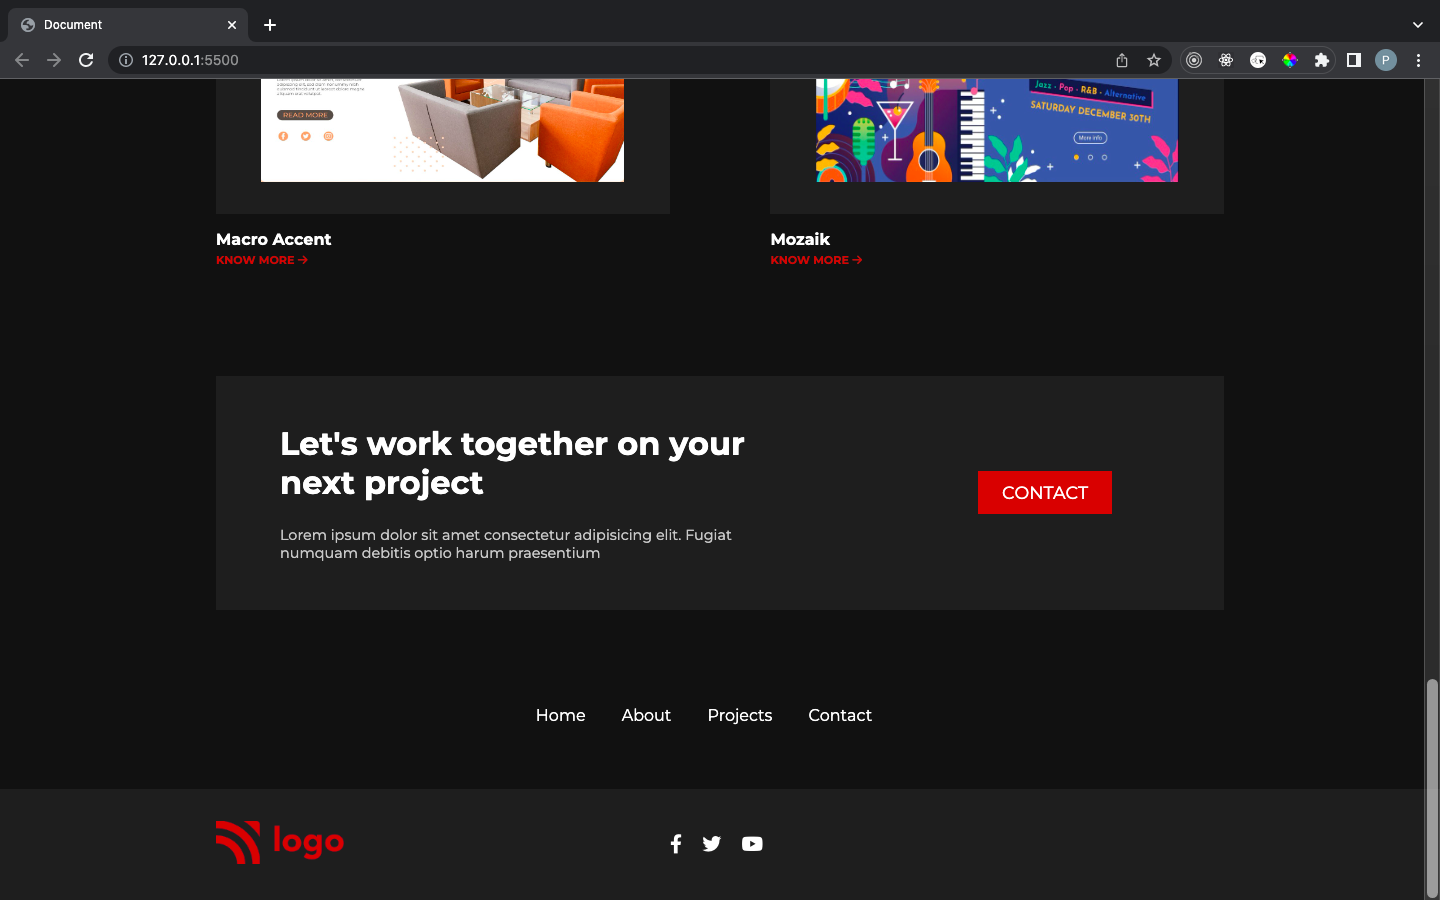 Document
127.0.0.1:5500
P
READ MORE
Jazz · Pop · R&B · Alternative
SATURDAY DECEMBER 30TH
More info
Macro Accent
KNOW MORE →
Mozaik
KNOW MORE →
Let's work together on your
next project
Lorem ipsum dolor sit amet consectetur adipisicing elit. Fugiat
numquam debitis optio harum praesentium
CONTACT
Home About Projects Contact
logo